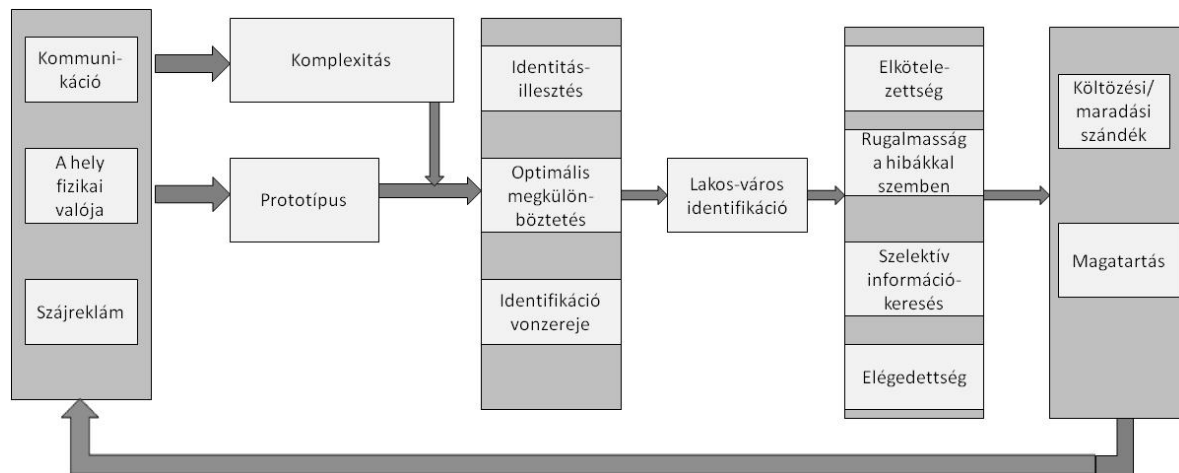 Kommuni-
káció
A hely
fizikai
valója
Szájreklám
Komplexitás
Prototípus
Identitás-
illesztés
Optimális
megkülön-
böztetés
Identifikáció
vonzereje
Lakos-város
identifikáció
Elkötele-
zettség
Rugalmasság
a hibákkal
szemben
Szelektív
információ-
keresés
Elégedettség
Költözési/
maradási
szándék
Magatartás